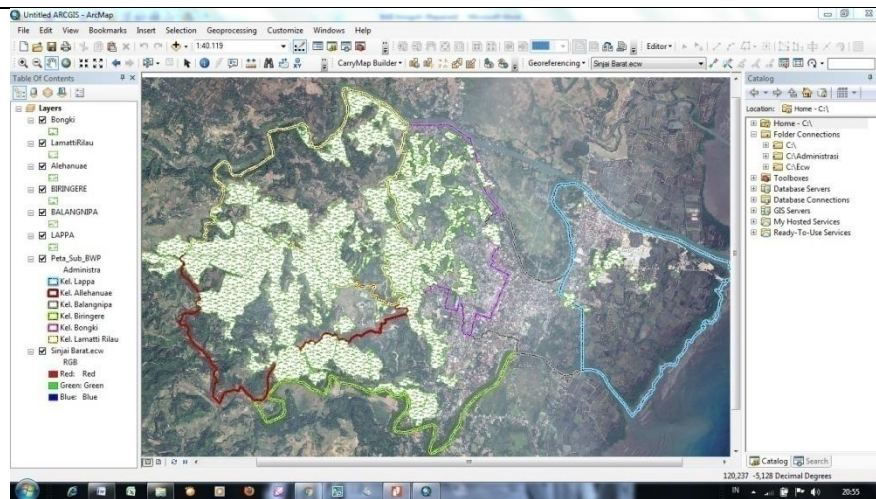 Untitled ARCGIS - ArcMap
File Edit View Bookmarks Insert Selection Geoprocessing Customize Windows Help
1:40.119
Editor
CarryMap Builder
Georeferencing
Sinjai Barat.ecw
Table Of Contents
Layers
Bongki
LamattiRilau
Alehanuae
BIRINGERE
BALANGNIPA
LAPPA
Peta_Sub_BWP
Administra
Kel. Lappa
Kel. Allehanuae
Kel. Balangnipa
Kel. Biringere
Kel. Bongki
Kel. Lamatti Rilau
Sinjai Barat.ecw
RGB
Red: Red
Green: Green
Blue: Blue
Catalog
Location: Home - C:\
Home - C:\
Folder Connections
C:\
C:\Administrasi
C:\Ecw
Toolboxes
Database Servers
Database Connections
GIS Servers
My Hosted Services
Ready-To-Use Services
Catalog Search
120,237 -5,128 Decimal Degrees
IN
20:55